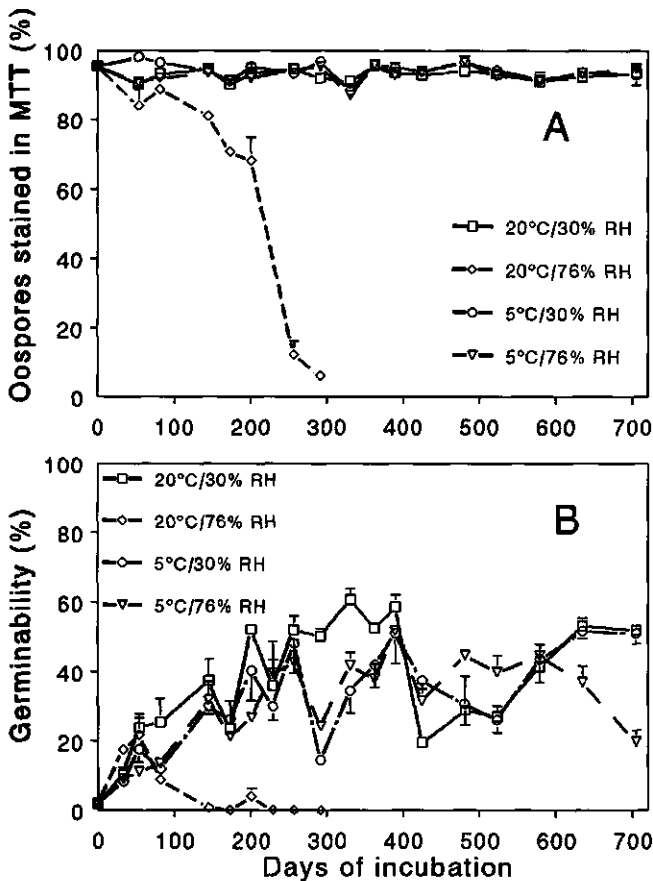 Oospores stained in MTT (%)
100
80
60
40
20
0
A
20°C/30% RH
20°C/76% RH
5°C/30% RH
5°C/76% RH
0 100 200 300 400 500 600 700
Germinability (%)
100
80
60
40
20
0
20°C/30% RH
20°C/76% RH
5°C/30% RH
5°C/76% RH
B
0 100 200 300 400 500 600 700
Days of incubation